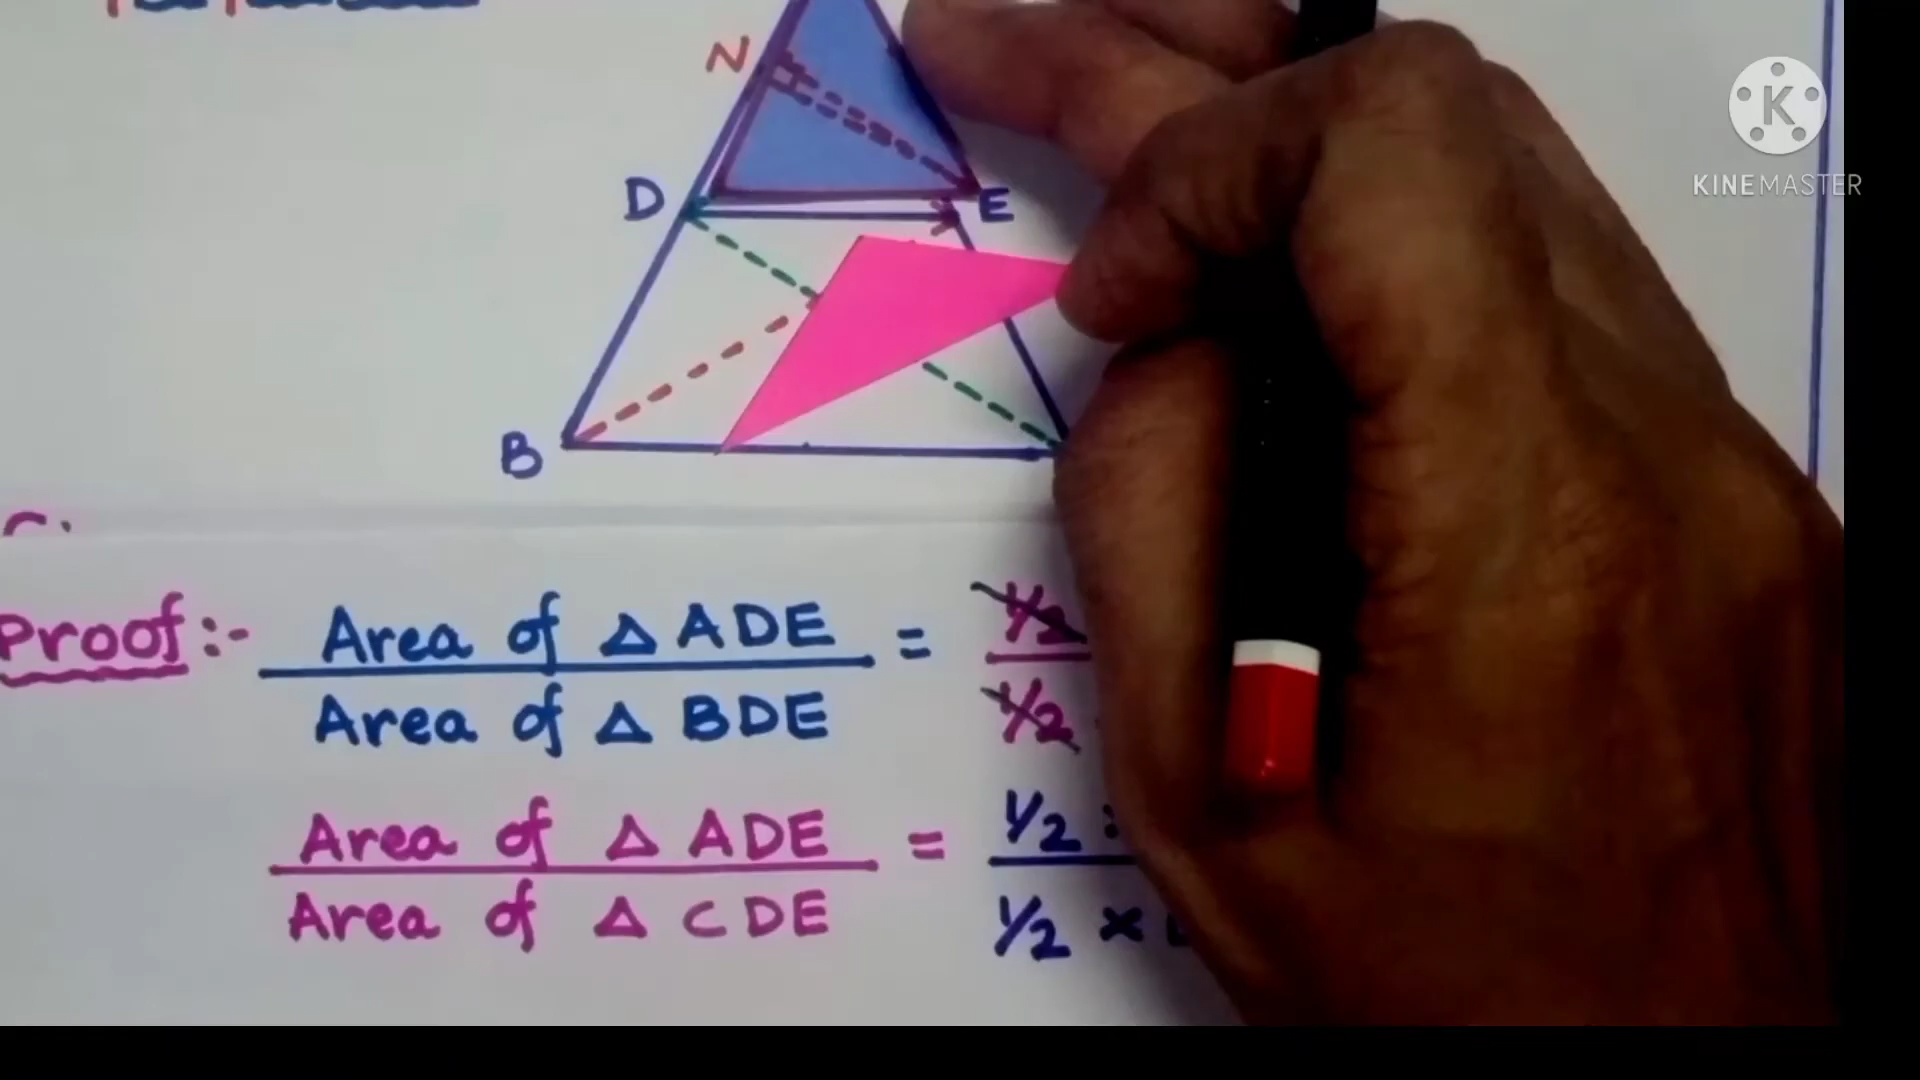 N
K
KINEMASTER
D
E
B
Proof:- Area of △ ADE = 1/2
Area of △ BDE 1/2
Area of △ ADE = 1/2
Area of △ CDE 1/2 ×